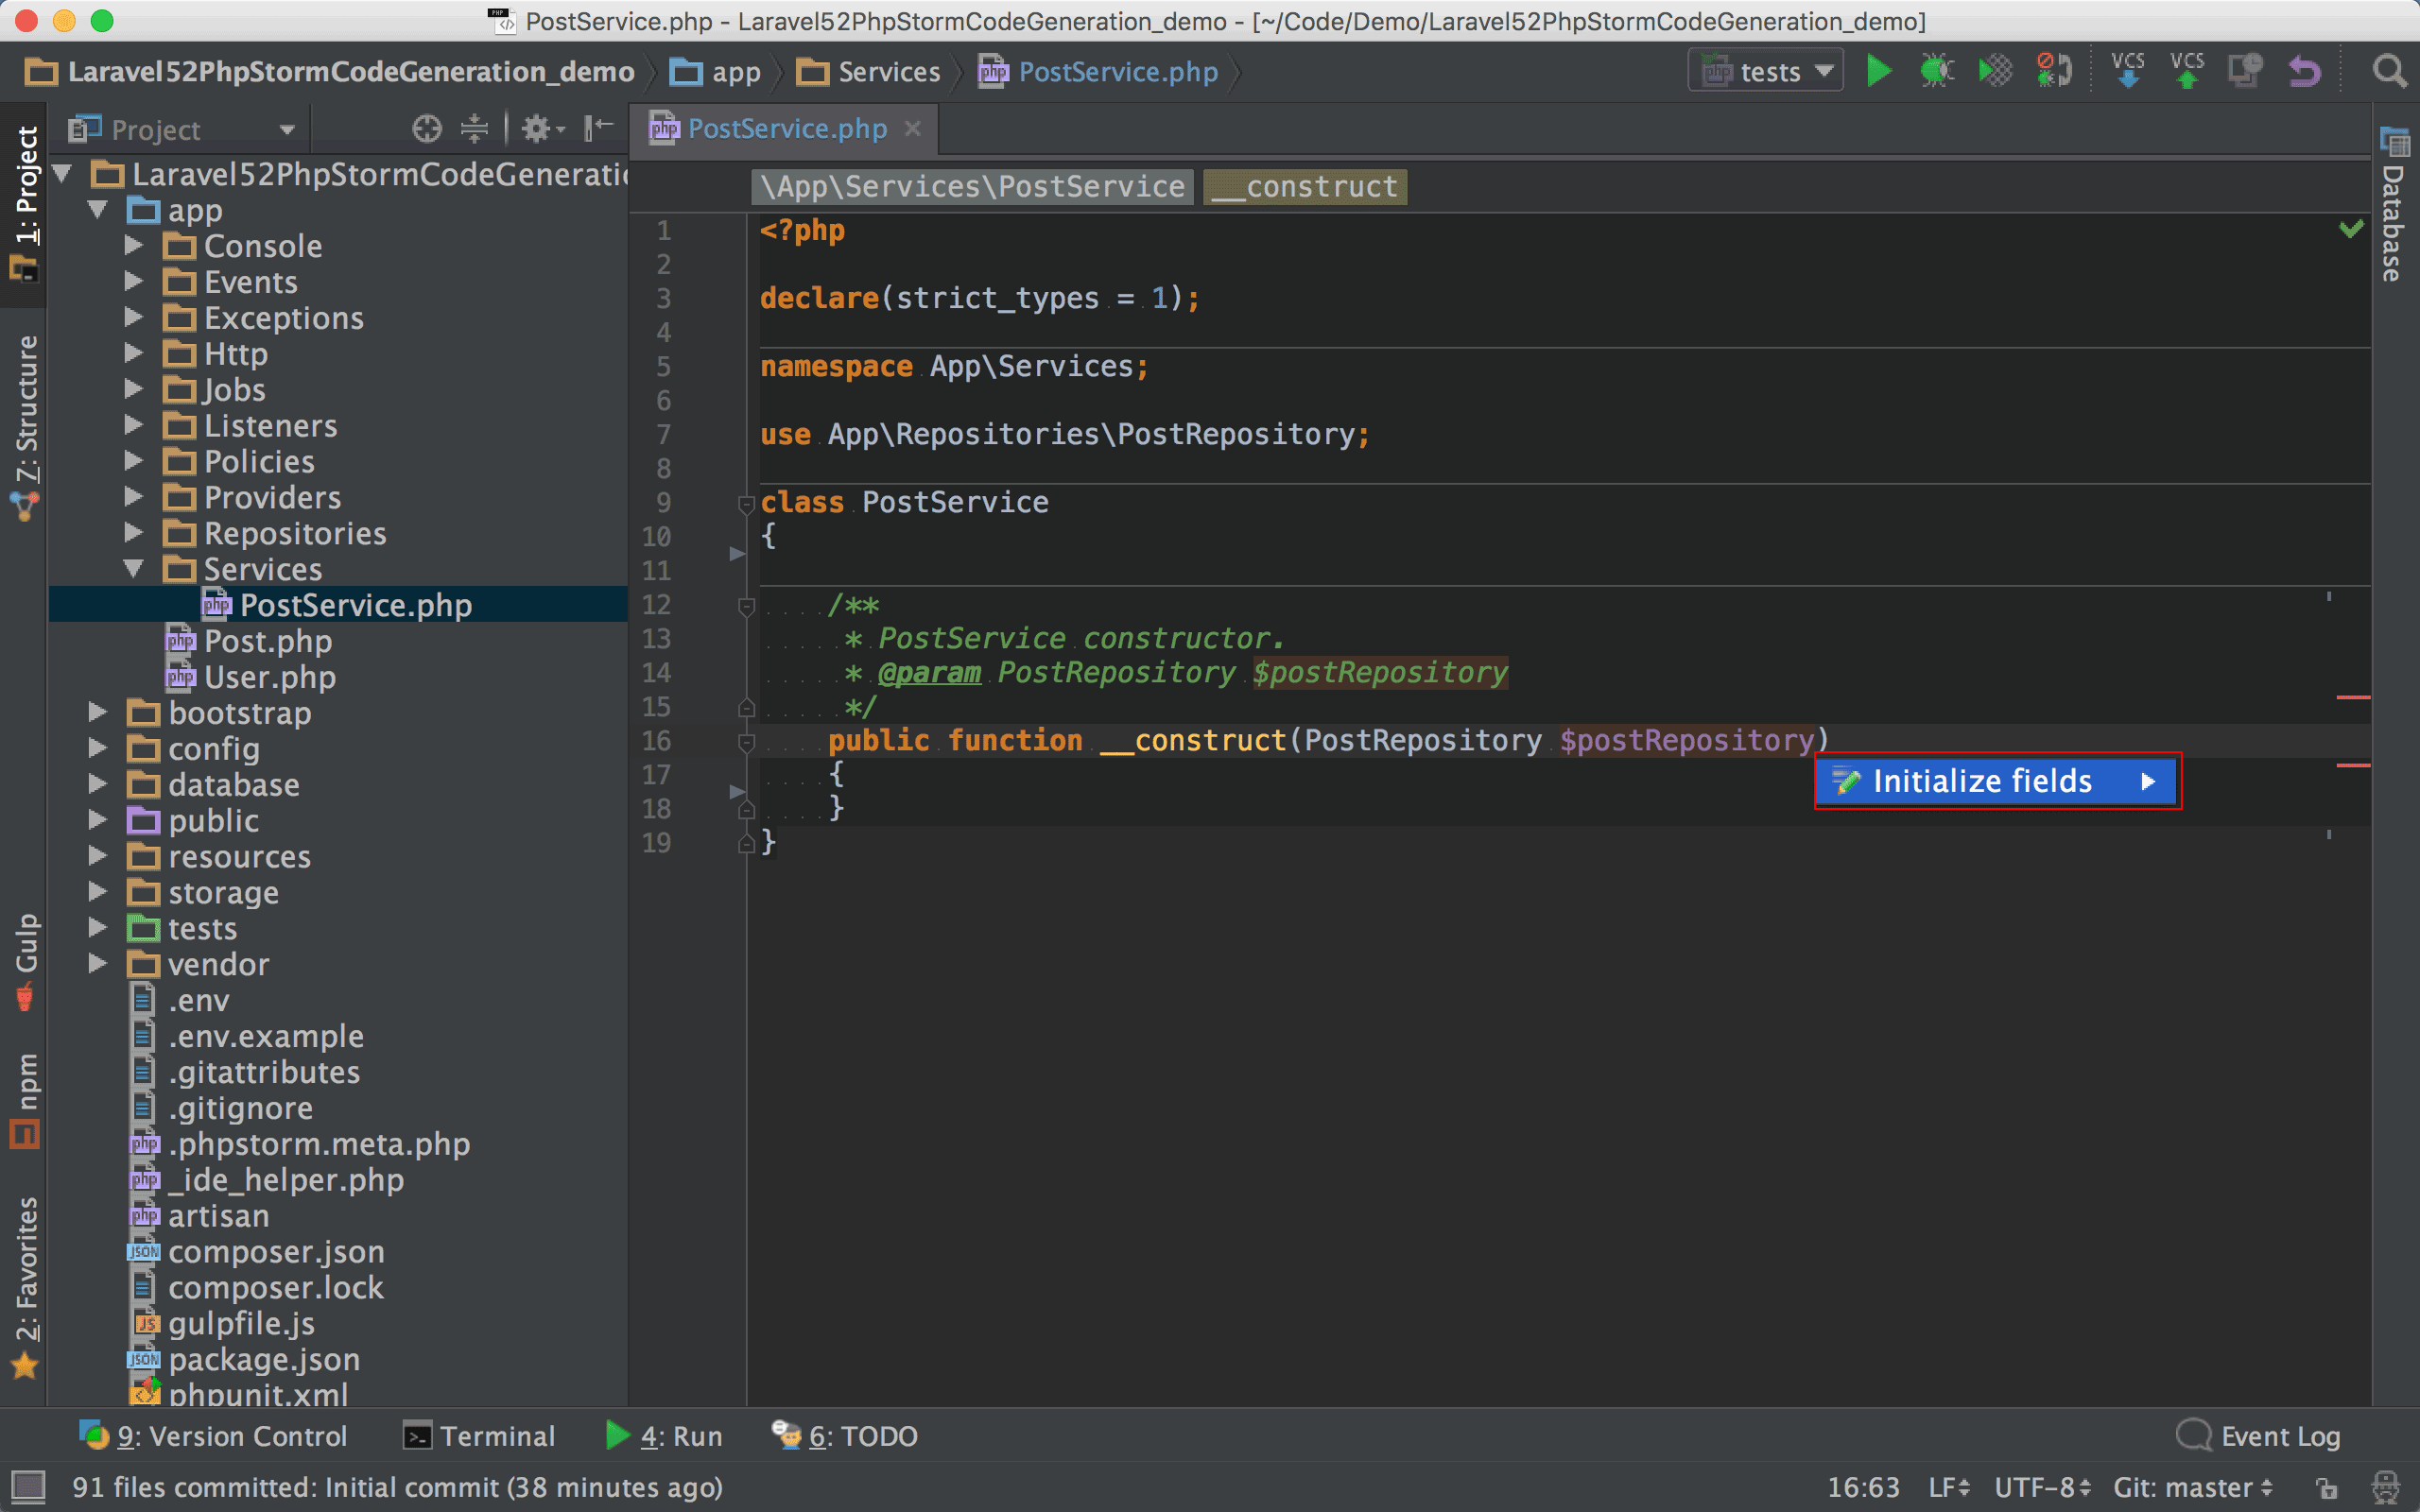 PostService.php - Laravel52PhpStormCodeGeneration_demo - [~/Code/Demo/Laravel52PhpStormCodeGeneration_demo]
Laravel52PhpStormCodeGeneration_demo app Services PostService.php tests VCS VCS
Project PostService.php
1: Project
7: Structure
Gulp
npm
2: Favorites
Laravel52PhpStormCodeGeneratio
app
Console
Events
Exceptions
Http
Jobs
Listeners
Policies
Providers
Repositories
Services
PostService.php
Post.php
User.php
bootstrap
config
database
public
resources
storage
tests
vendor
.env
.env.example
.gitattributes
.gitignore
.phpstorm.meta.php
_ide_helper.php
artisan
composer.json
composer.lock
gulpfile.js
package.json
phpunit.xml
\App\Services\PostService __construct
1 <?php
2
3 declare(strict_types = 1);
4
5 namespace App\Services;
6
7 use App\Repositories\PostRepository;
8
9 class PostService
10 {
11
12 /**
13 * PostService constructor.
14 * @param PostRepository $postRepository
15 */
16 public function __construct(PostRepository $postRepository)
17 {
18 }
19 }
Initialize fields
Database
9: Version Control Terminal 4: Run 6: TODO Event Log
91 files committed: Initial commit (38 minutes ago) 16:63 LF UTF-8 Git: master